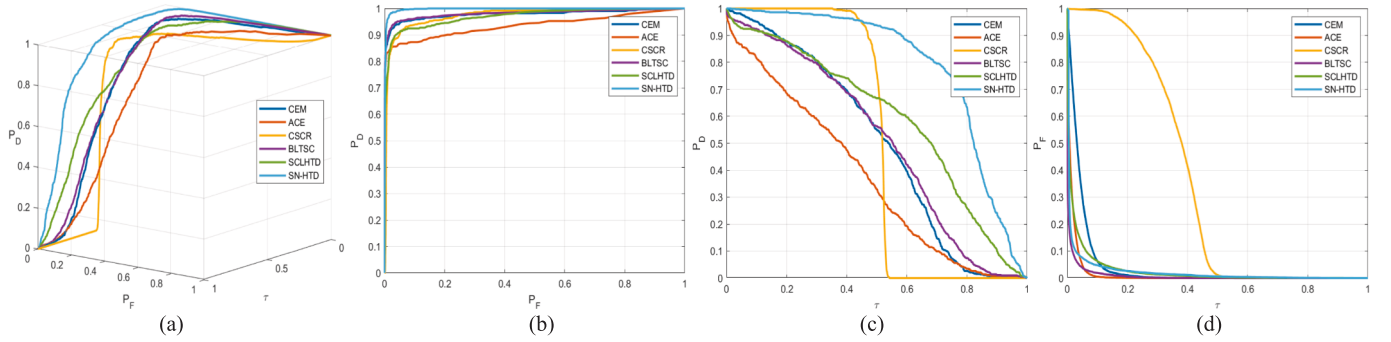 1
0.8
0.6
P_D
0.4
0.2
0
0.2
0.4
0.6
0.8
1
P_F
1
0.5
0
τ
CEM
ACE
CSCR
BLTSC
SCLHTD
SN-HTD
(a)
1
0.9
0.8
0.7
0.6
0.5
0.4
0.3
0.2
0.1
0
P_D
0 0.2 0.4 0.6 0.8 1
P_F
CEM
ACE
CSCR
BLTSC
SCLHTD
SN-HTD
(b)
1
0.9
0.8
0.7
0.6
0.5
0.4
0.3
0.2
0.1
0
P_D
0 0.2 0.4 0.6 0.8 1
τ
CEM
ACE
CSCR
BLTSC
SCLHTD
SN-HTD
(c)
1
0.9
0.8
0.7
0.6
0.5
0.4
0.3
0.2
0.1
0
P_F
0 0.2 0.4 0.6 0.8 1
τ
CEM
ACE
CSCR
BLTSC
SCLHTD
SN-HTD
(d)